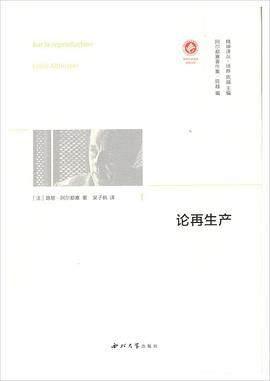 Sur la reproduction
Louis Althusser
精神译丛·徐晔 陈越 主编
阿尔都塞著作集·陈越 编
[法] 路易·阿尔都塞 著 吴子枫 译
论再生产
西北大学出版社